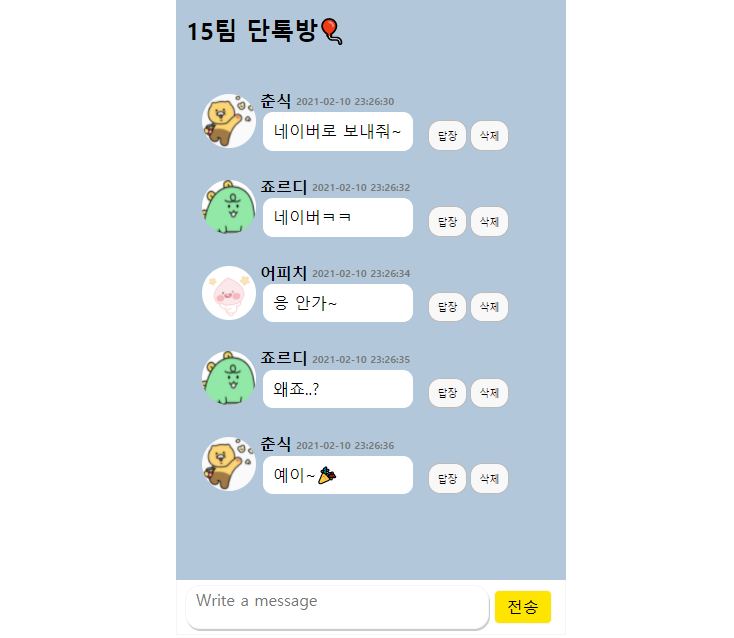 15팀 단톡방🎈
춘식 2021-02-10 23:26:30
네이버로 보내줘~ 답장 삭제
죠르디 2021-02-10 23:26:32
네이버ㅋㅋ 답장 삭제
어피치 2021-02-10 23:26:34
응 안가~ 답장 삭제
죠르디 2021-02-10 23:26:35
왜죠..? 답장 삭제
춘식 2021-02-10 23:26:36
예이~🎉 답장 삭제
Write a message 전송